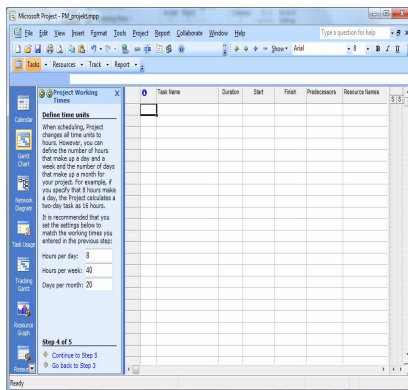 Microsoft Project - PM_projekt.mpp
File Edit View Insert Format Tools Project Report Collaborate Window Help Type a question for help
Show Arial 8 B I U
Tasks Resources Track Report
Project Working Times X
Task Name Duration Start Finish Predecessors Resource Names
S S
Define time units
When scheduling, Project
changes all time units to
hours. However, you can
define the number of hours
that make up a day and a
week and the number of days
that make up a month for
your project. For example, if
you specify that 8 hours make
a day, the Project calculates a
two-day task as 16 hours.
It is recommended that you
set the settings below to
match the working times you
entered in the previous step:
Hours per day: 8
Hours per week: 40
Days per month: 20
Step 4 of 5
Continue to Step 5
Go back to Step 3
Calendar
Gantt Chart
Network Diagram
Task Usage
Tracking Gantt
Resource Graph
Ready